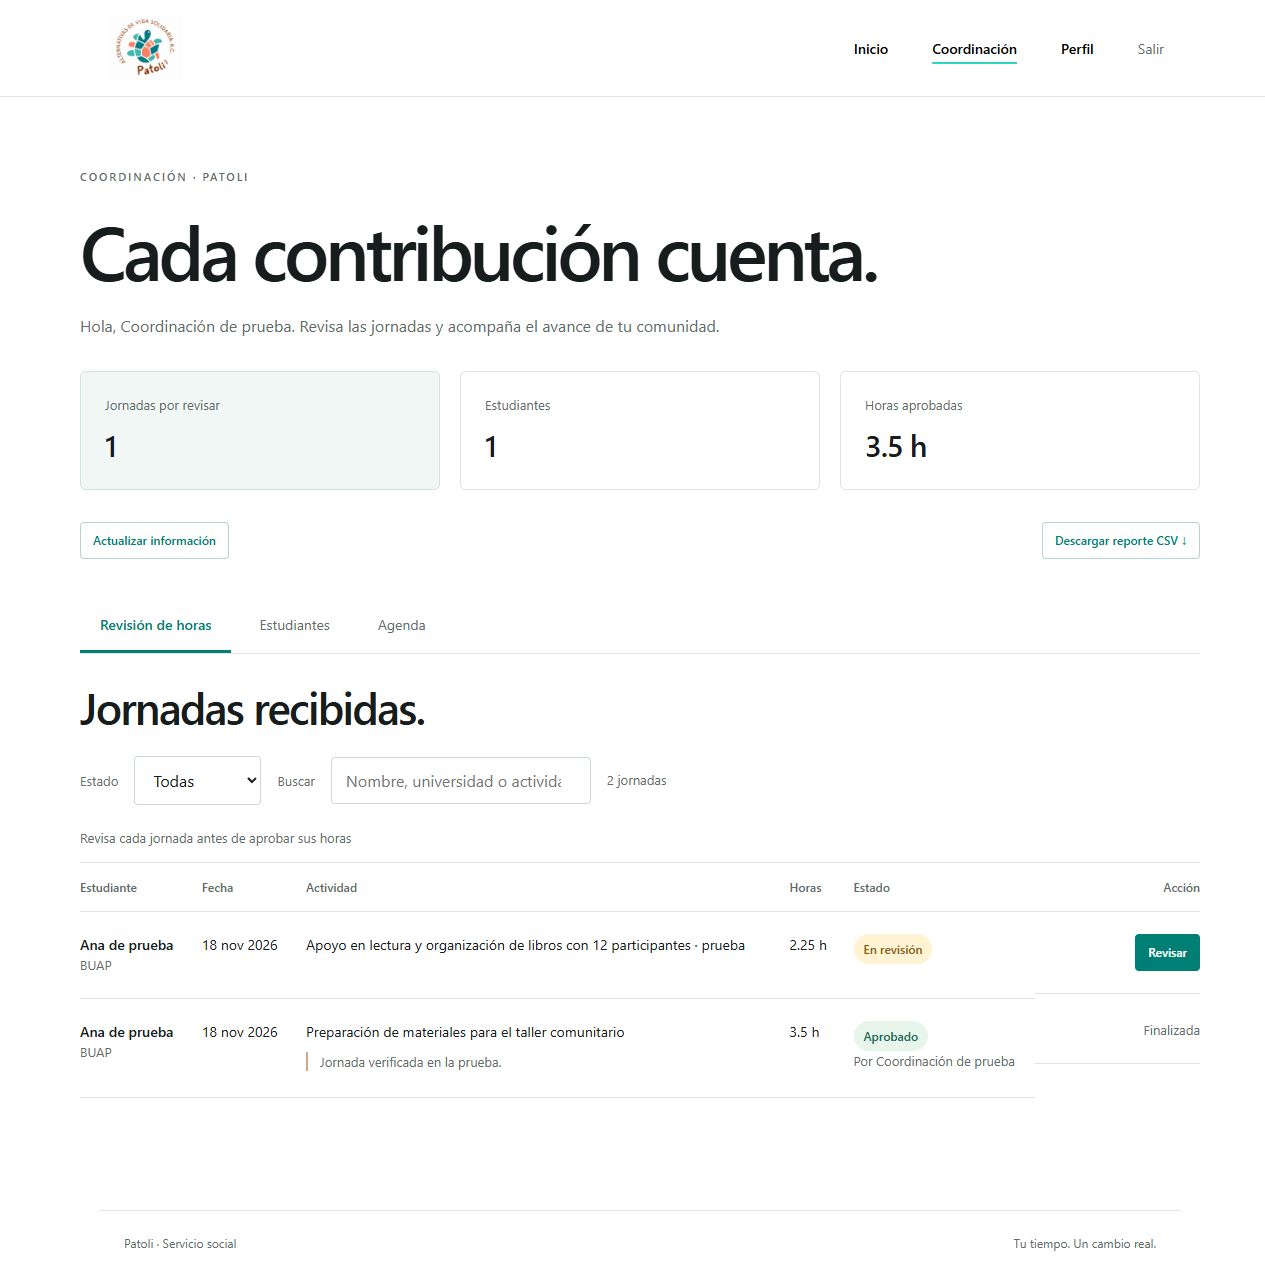 ALTERNATIVAS DE VIDA SOLIDARIA A.C.
Patoli
Inicio
Coordinación
Perfil
Salir
COORDINACIÓN · PATOLI
Cada contribución cuenta.
Hola, Coordinación de prueba. Revisa las jornadas y acompaña el avance de tu comunidad.
Jornadas por revisar
1
Estudiantes
1
Horas aprobadas
3.5 h
Actualizar información
Descargar reporte CSV ↓
Revisión de horas
Estudiantes
Agenda
Jornadas recibidas.
Estado
Todas
Buscar
Nombre, universidad o activida
2 jornadas
Revisa cada jornada antes de aprobar sus horas
Estudiante Fecha Actividad Horas Estado Acción
Ana de prueba 18 nov 2026 Apoyo en lectura y organización de libros con 12 participantes · prueba 2.25 h En revisión Revisar
BUAP
Ana de prueba 18 nov 2026 Preparación de materiales para el taller comunitario 3.5 h Aprobado Finalizada
BUAP
Jornada verificada en la prueba.
Por Coordinación de prueba
Patoli · Servicio social
Tu tiempo. Un cambio real.